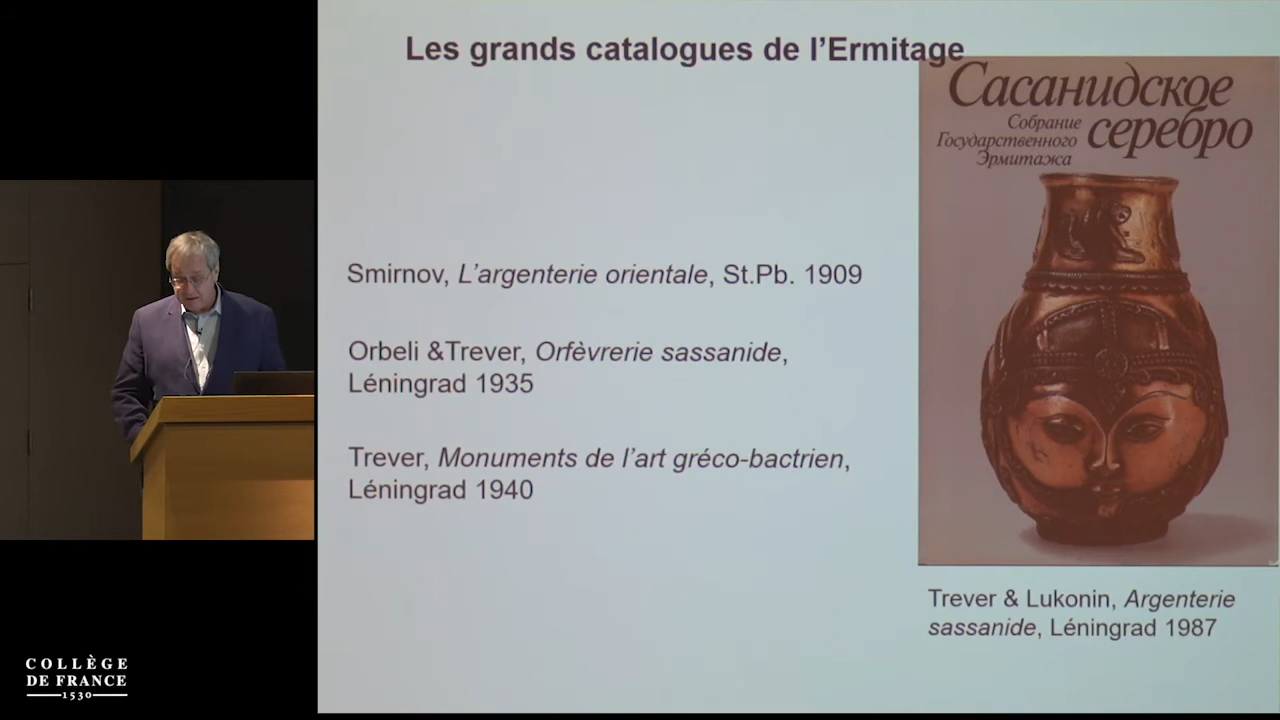 Les grands catalogues de l’Ermitage
Smirnov, L’argenterie orientale, St.Pb. 1909
Orbeli &Trever, Orfèvrerie sassanide,
Léningrad 1935
Trever, Monuments de l’art gréco-bactrien,
Léningrad 1940
Сасанидское
серебро
Собрание
Государственного
Эрмитажа
Trever & Lukonin, Argenterie
sassanide, Léningrad 1987
COLLÈGE
DE FRANCE
1530